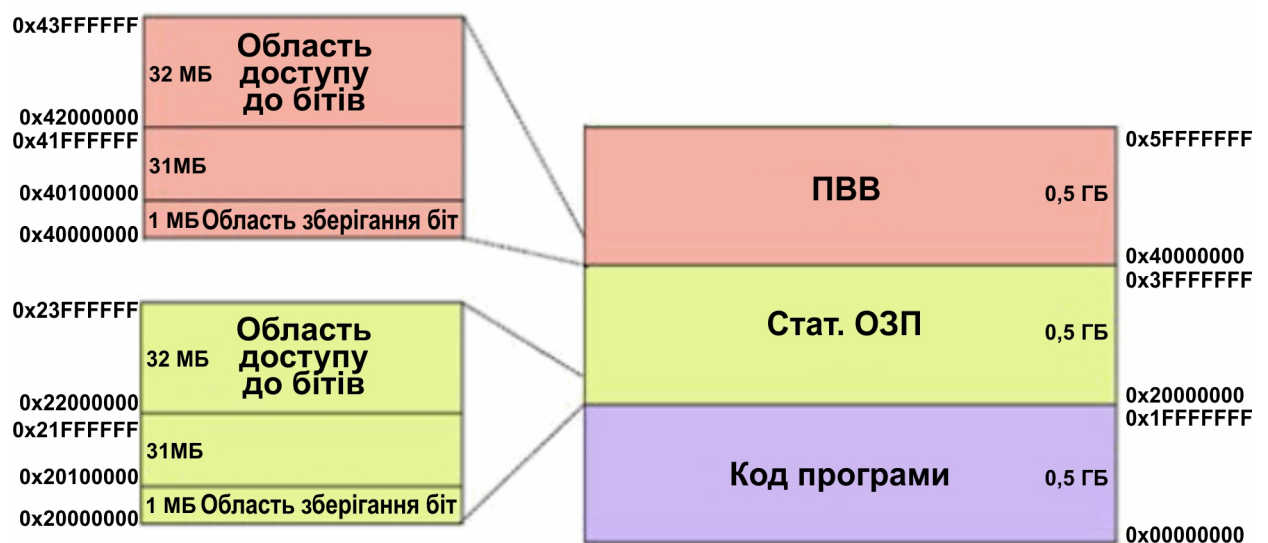 0x43FFFFFF
Область
32 МБ доступу
до бітів
0x42000000
0x41FFFFFF
31МБ
0x40100000
1 МБ Область зберігання біт
0x40000000
0x23FFFFFF
Область
32 МБ доступу
до бітів
0x22000000
0x21FFFFFF
31МБ
0x20100000
1 МБ Область зберігання біт
0x20000000
0x5FFFFFFF
ПВВ 0,5 ГБ
0x40000000
0x3FFFFFFF
Стат. ОЗП 0,5 ГБ
0x20000000
0x1FFFFFFF
Код програми 0,5 ГБ
0x00000000